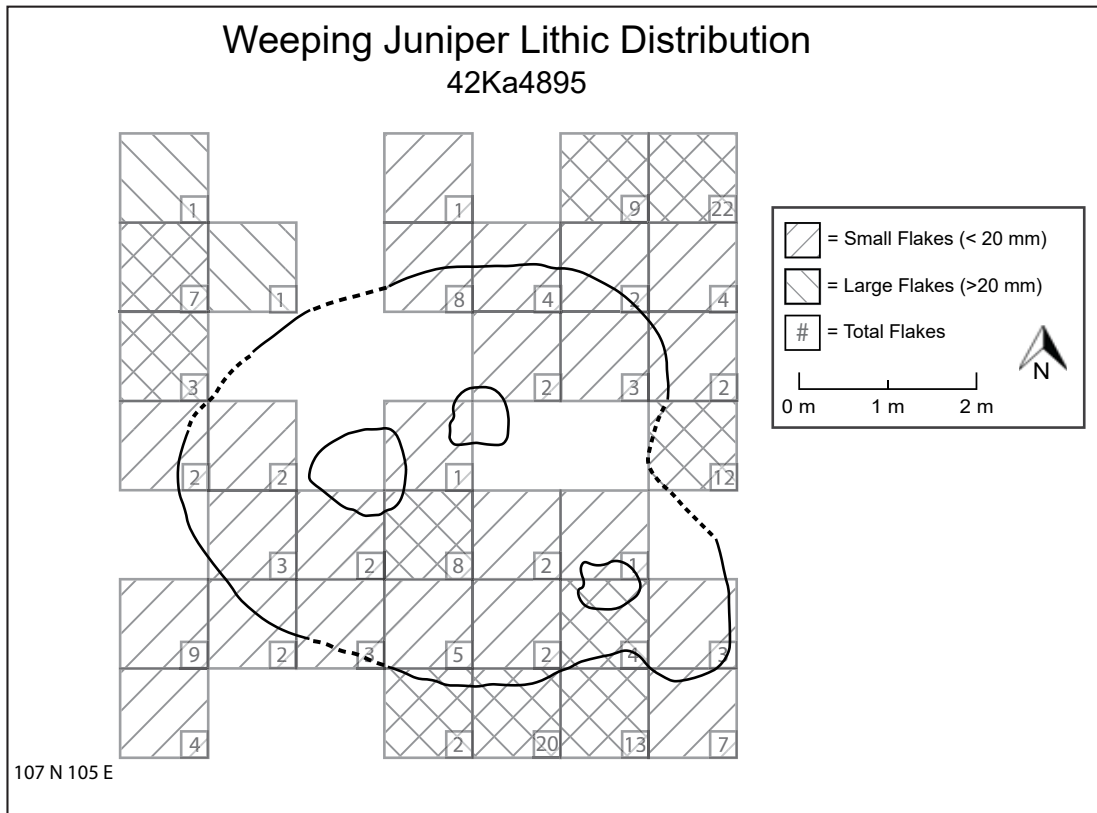 Weeping Juniper Lithic Distribution
42Ka4895
1 1 9 22
7 1 8 4 2 4
3 2 3 2
2 2 1 12
3 2 8 2 1
9 2 3 5 2 4 3
4 2 20 13 7
107 N 105 E
= Small Flakes (< 20 mm)
= Large Flakes (>20 mm)
# = Total Flakes
N
0 m 1 m 2 m